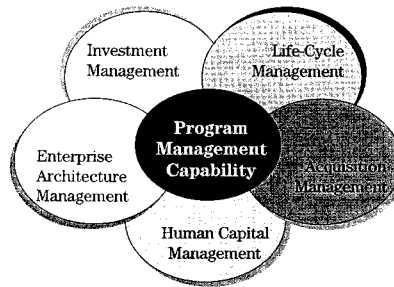 Investment
Management
Life-Cycle
Management
Program
Management
Capability
Enterprise
Architecture
Management
Acquisition
Management
Human Capital
Management